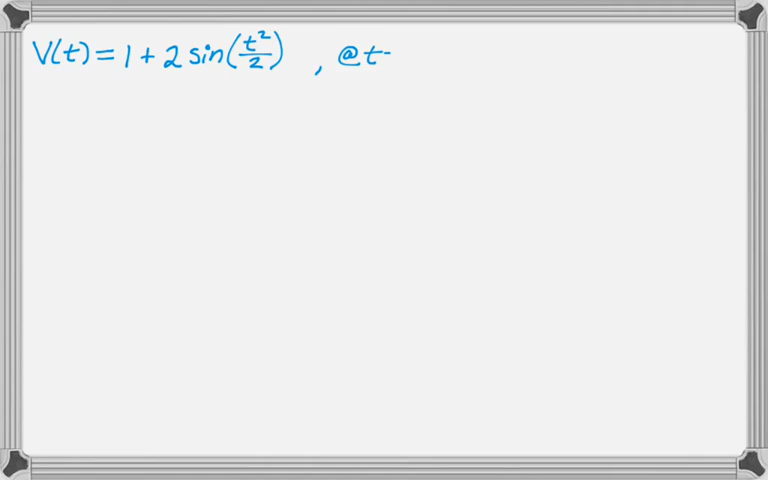 V(t) = 1 + 2 sin(t²/2) , @ t-